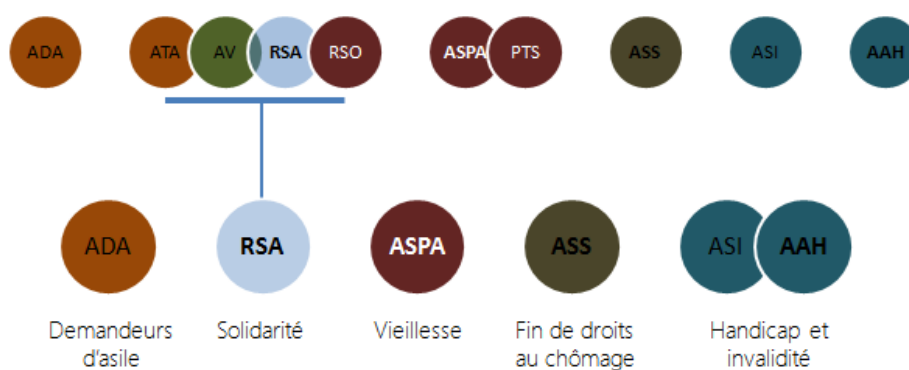 ADA ATA AV RSA RSO ASPA PTS ASS ASI AAH
ADA RSA ASPA ASS ASI AAH
Demandeurs Solidarité Vieillesse Fin de droits Handicap et
d'asile au chômage invalidité